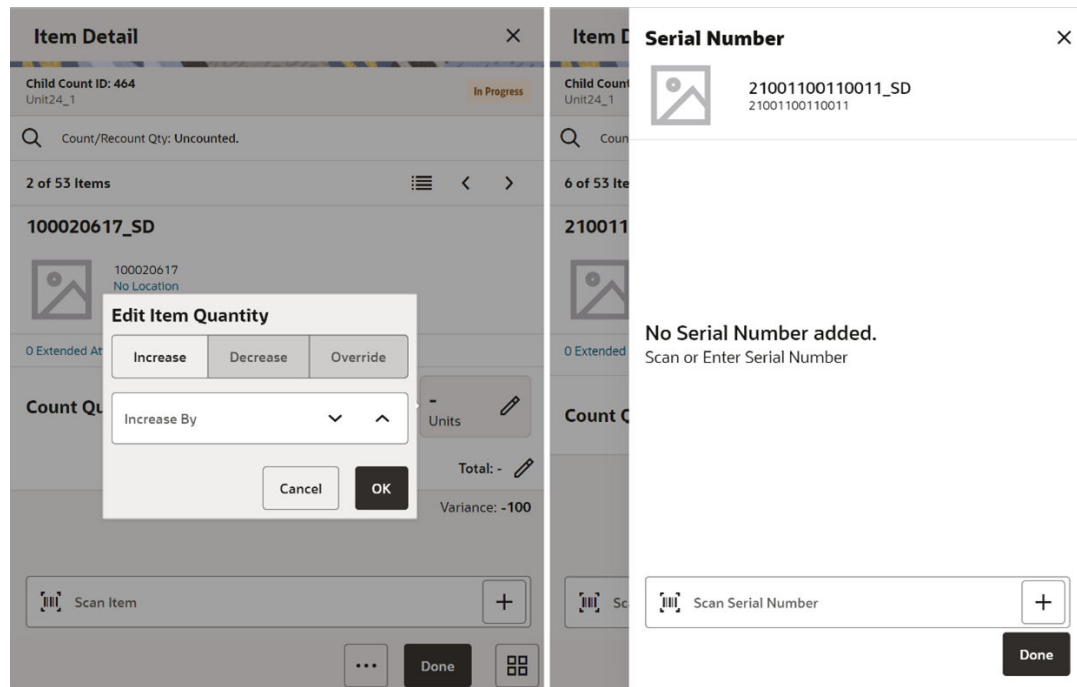 Item Detail
Child Count ID: 464
Unit24_1
In Progress
Count/Recount Qty: Uncounted.
2 of 53 Items
100020617_SD
100020617
No Location
Edit Item Quantity
0 Extended At
Increase
Decrease
Override
Count Qu
Increase By
-
Units
Total: -
Cancel
OK
Variance: -100
Scan Item
+
...
Done
Item D
Child Count
Unit24_1
Coun
6 of 53 Ite
210011
0 Extended
Count Q
Sc
Serial Number
21001100110011_SD
21001100110011
No Serial Number added.
Scan or Enter Serial Number
Scan Serial Number
+
Done